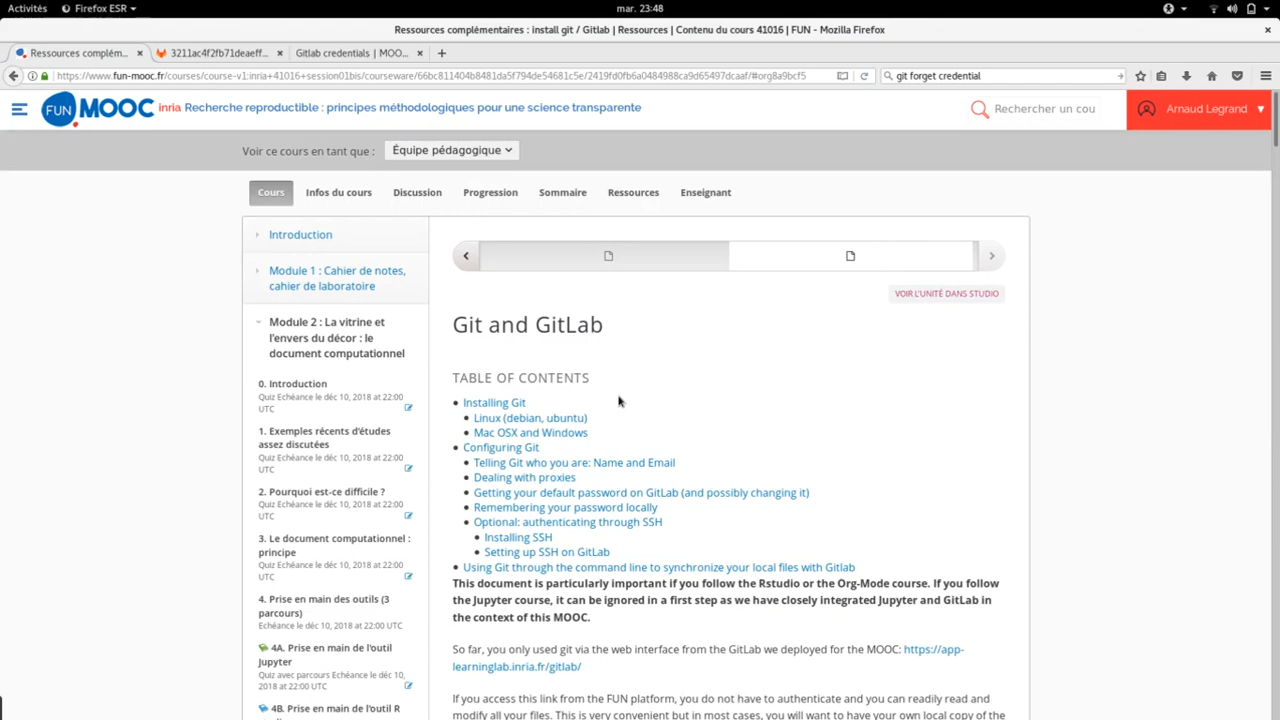 Activités Firefox ESR mar. 23:48
Ressources complémentaires : install git / Gitlab | Ressources | Contenu du cours 41016 | FUN - Mozilla Firefox ×
Ressources complém… × 3211ac4f2fb71deaeff… × Gitlab credentials | MOO… × +
https://www.fun-mooc.fr/courses/course-v1:inria+41016+session01bis/courseware/66bc811404b8481da5f794de54681c5e/2419fd0fb6a0484988ca9d65497dcaaf/#org8a9bcf5 git forget credential
FUN MOOC inria Recherche reproductible : principes méthodologiques pour une science transparente Rechercher un cou Arnaud Legrand
Voir ce cours en tant que : Équipe pédagogique
Cours Infos du cours Discussion Progression Sommaire Ressources Enseignant
Introduction
Module 1 : Cahier de notes,
cahier de laboratoire
Module 2 : La vitrine et
l'envers du décor : le
document computationnel
0. Introduction
Quiz Echéance le déc 10, 2018 at 22:00
UTC
1. Exemples récents d'études
assez discutées
Quiz Echéance le déc 10, 2018 at 22:00
UTC
2. Pourquoi est-ce difficile ?
Quiz Echéance le déc 10, 2018 at 22:00
UTC
3. Le document computationnel :
principe
Quiz Echéance le déc 10, 2018 at 22:00
UTC
4. Prise en main des outils (3
parcours)
Echéance le déc 10, 2018 at 22:00 UTC
4A. Prise en main de l'outil
Jupyter
Quiz avec parcours Echéance le déc 10,
2018 at 22:00 UTC
4B. Prise en main de l'outil R
VOIR L'UNITÉ DANS STUDIO
Git and GitLab
TABLE OF CONTENTS
Installing Git
Linux (debian, ubuntu)
Mac OSX and Windows
Configuring Git
Telling Git who you are: Name and Email
Dealing with proxies
Getting your default password on GitLab (and possibly changing it)
Remembering your password locally
Optional: authenticating through SSH
Installing SSH
Setting up SSH on GitLab
Using Git through the command line to synchronize your local files with Gitlab
This document is particularly important if you follow the Rstudio or the Org-Mode course. If you follow
the Jupyter course, it can be ignored in a first step as we have closely integrated Jupyter and GitLab in
the context of this MOOC.
So far, you only used git via the web interface from the GitLab we deployed for the MOOC: https://app-
learninglab.inria.fr/gitlab/
If you access this link from the FUN platform, you do not have to authenticate and you can readily read and
modify all your files. This is very convenient but in most cases, you will want to have your own local copy of the